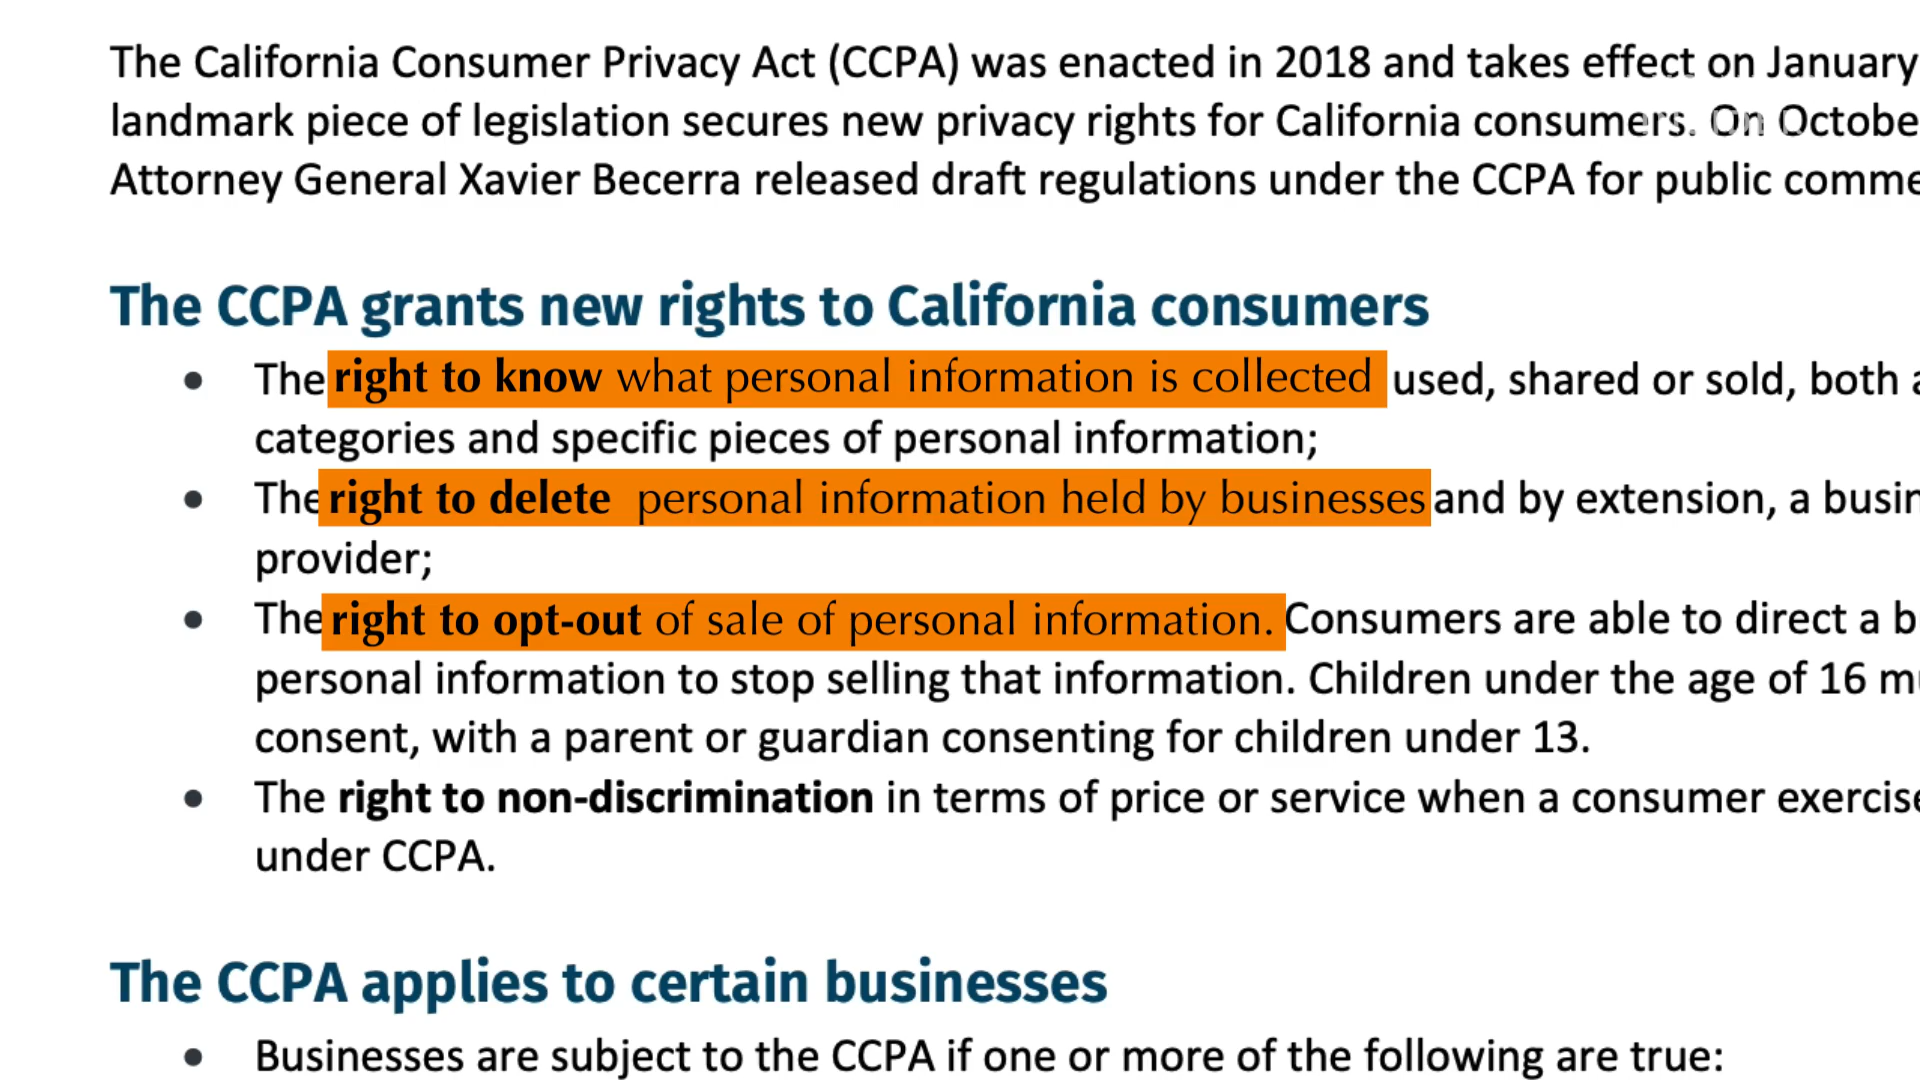 The California Consumer Privacy Act (CCPA) was enacted in 2018 and takes effect on January
landmark piece of legislation secures new privacy rights for California consumers. On Octobe
Attorney General Xavier Becerra released draft regulations under the CCPA for public comme
The CCPA grants new rights to California consumers
• The right to know what personal information is collected used, shared or sold, both a
categories and specific pieces of personal information;
• The right to delete personal information held by businesses and by extension, a busin
provider;
• The right to opt-out of sale of personal information. Consumers are able to direct a b
personal information to stop selling that information. Children under the age of 16 mu
consent, with a parent or guardian consenting for children under 13.
• The right to non-discrimination in terms of price or service when a consumer exercise
under CCPA.
The CCPA applies to certain businesses
• Businesses are subject to the CCPA if one or more of the following are true: